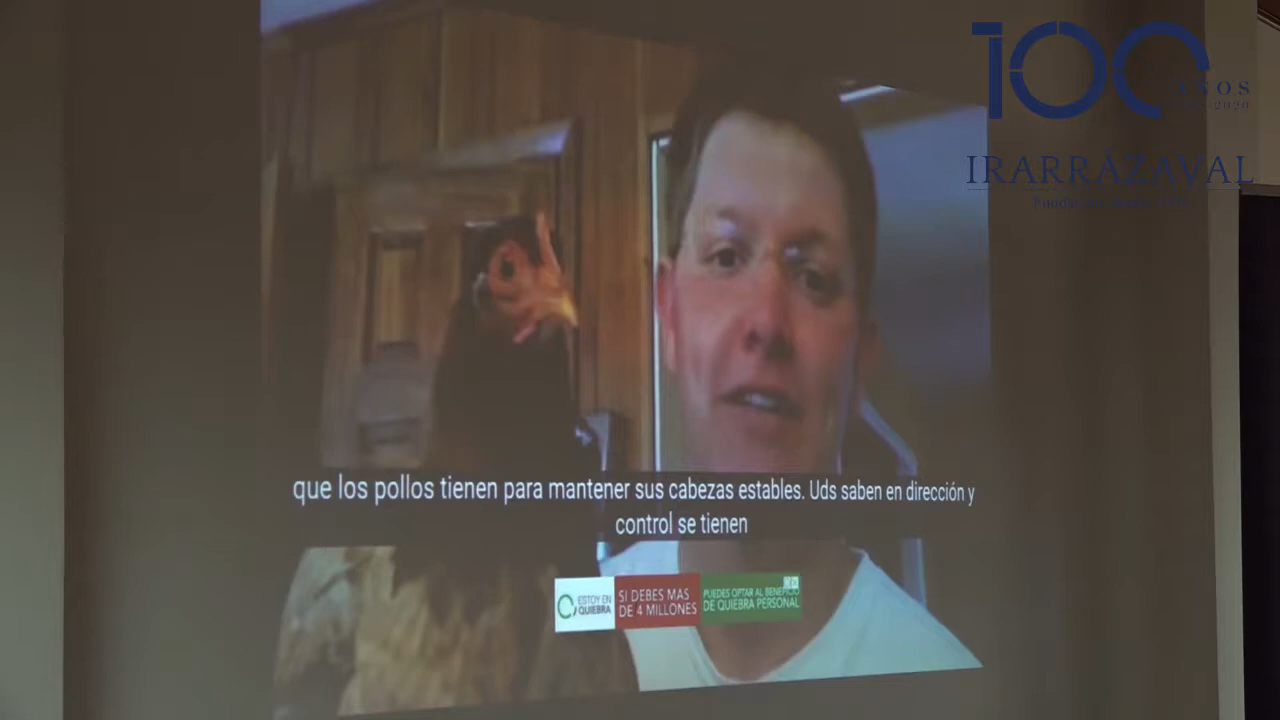 100
AÑOS
2020
IRARRÁZAVAL
que los pollos tienen para mantener sus cabezas estables. Uds saben en dirección y
control se tienen
ESTOY EN
QUIEBRA
SI DEBES MAS
DE 4 MILLONES
PUEDES OPTAR AL BENEFICIO
DE QUIEBRA PERSONAL